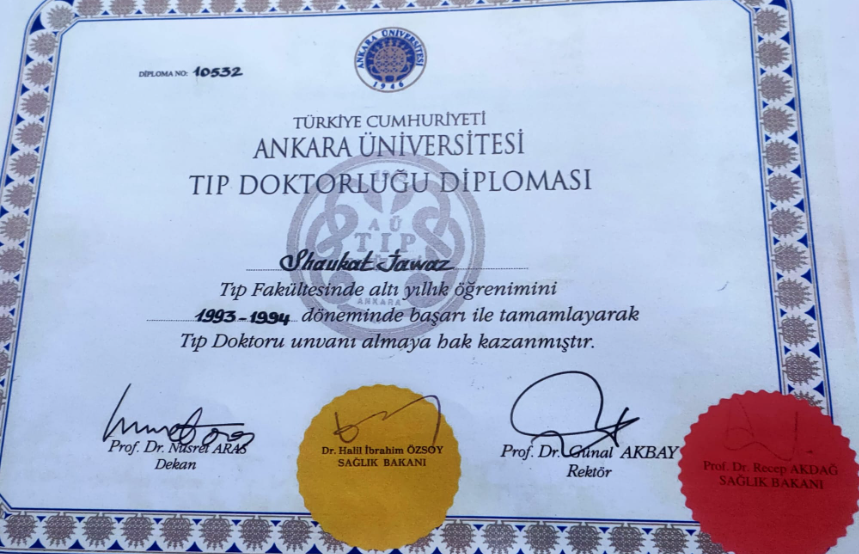 ANKARA ÜNİVERSİTESİ
1946
DİPLOMA NO: 10532
TÜRKİYE CUMHURİYETİ
ANKARA ÜNİVERSİTESİ
TIP DOKTORLUĞU DİPLOMASI
AÜ
TIP
Shaukat Jawaz
Tıp Fakültesinde altı yıllık öğrenimini
ANKARA
1993-1994 döneminde başarı ile tamamlayarak
Tıp Doktoru unvanı almaya hak kazanmıştır.
Prof. Dr. Nusret ARAS
Dekan
Dr. Halil İbrahim ÖZSOY
SAĞLIK BAKANI
Prof. Dr. Günal AKBAY
Rektör
Prof. Dr. Recep AKDAĞ
SAĞLIK BAKANI